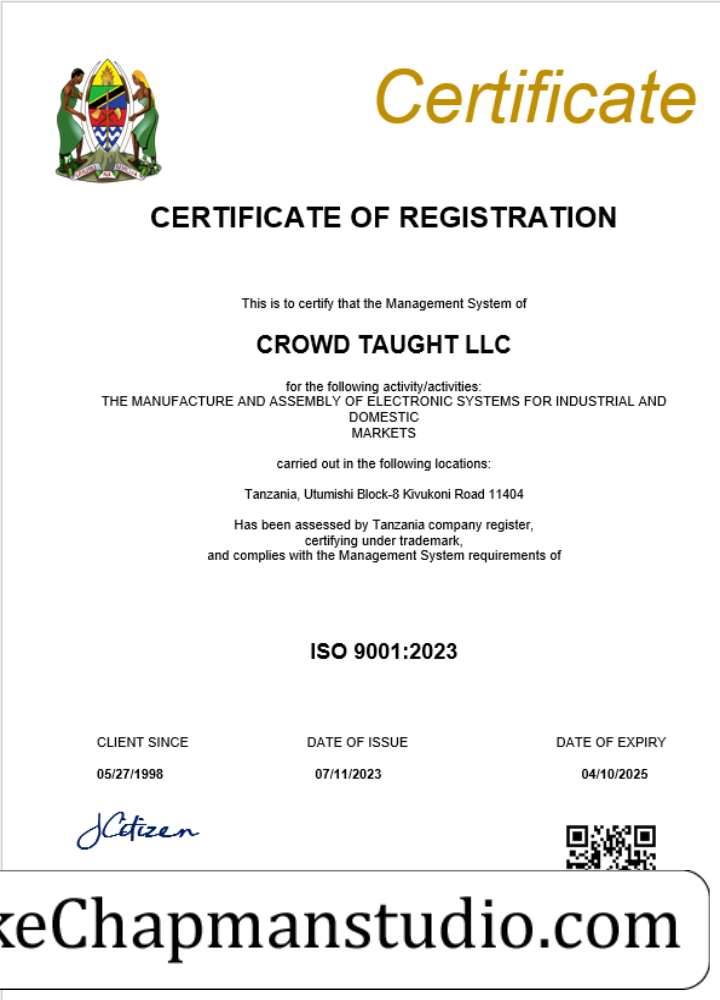 Certificate
CERTIFICATE OF REGISTRATION
This is to certify that the Management System of
CROWD TAUGHT LLC
for the following activity/activities:
THE MANUFACTURE AND ASSEMBLY OF ELECTRONIC SYSTEMS FOR INDUSTRIAL AND
DOMESTIC
MARKETS
carried out in the following locations:
Tanzania, Utumishi Block-8 Kivukoni Road 11404
Has been assessed by Tanzania company register,
certifying under trademark,
and complies with the Management System requirements of
ISO 9001:2023
CLIENT SINCE DATE OF ISSUE DATE OF EXPIRY
05/27/1998 07/11/2023 04/10/2025
JCitizen
keChapmanstudio.com